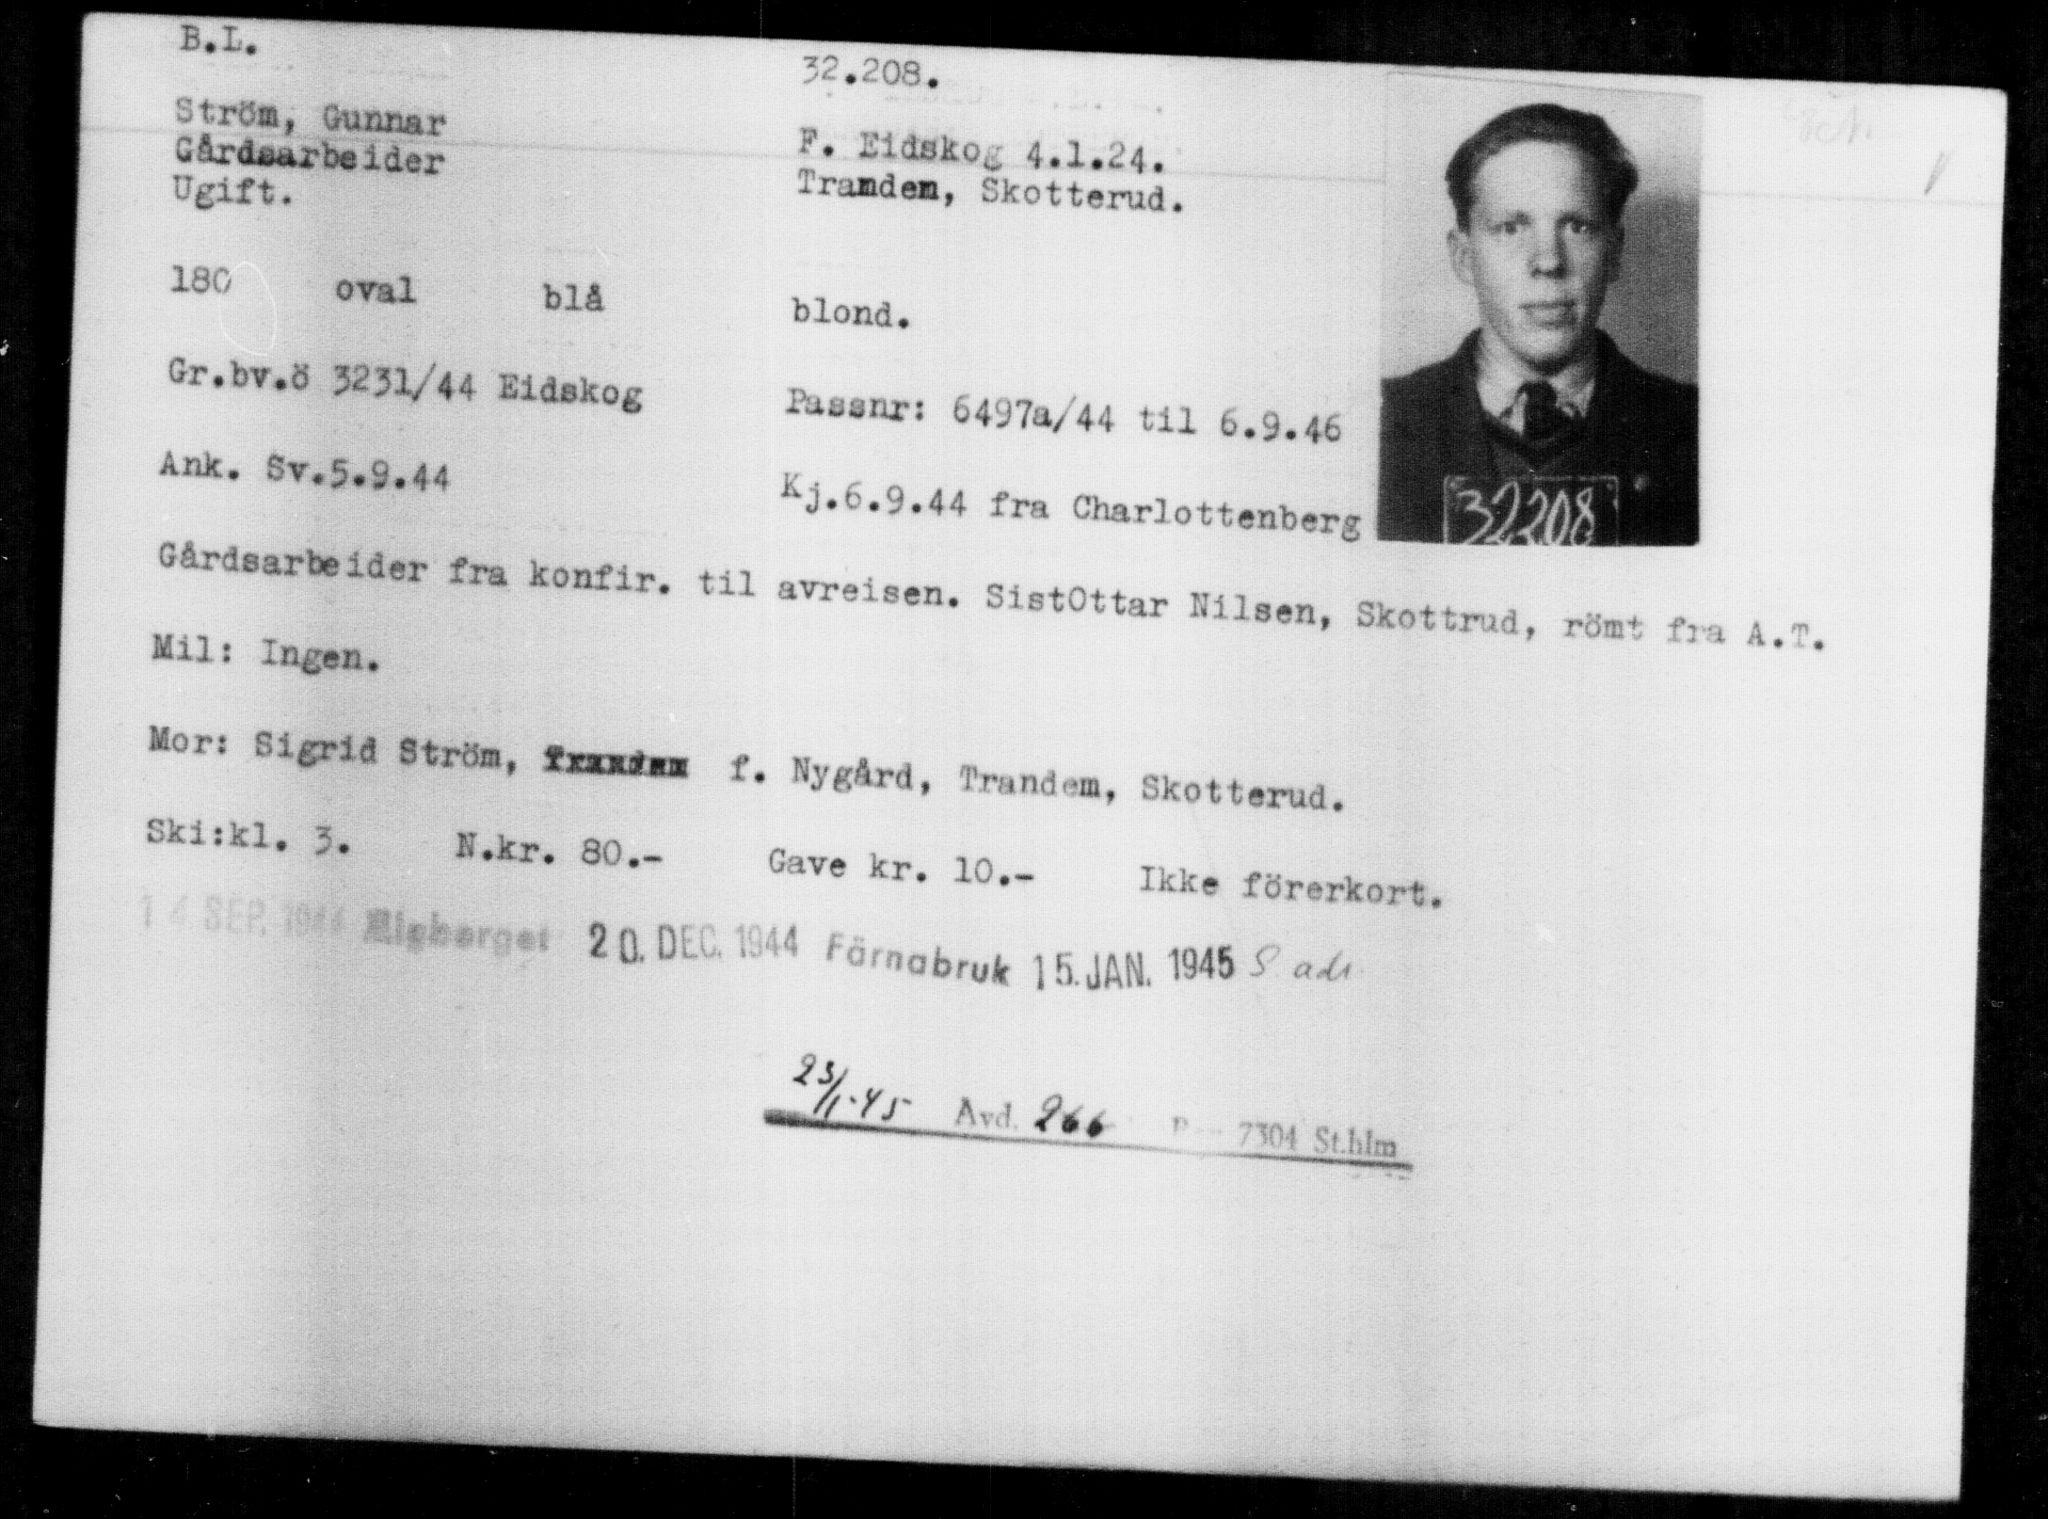 B.L.
32.208.
Ström, Gunnar
F. Eidskog 4.1.24.
Gårdsarbeider
Tramdem, Skotterud.
Ugift.
180 oval blå blond.
Gr.bv.ö 3231/44 Eidskog
Passnr: 6497a/44 til 6.9.46
Ank. Sv.5.9.44
Kj.6.9.44 fra Charlottenberg
32208
Gårdsarbeider fra konfir. til avreisen. SistOttar Nilsen, Skottrud, römt fra A.T.
Mil: Ingen.
Mor: Sigrid Ström, f. Nygård, Trandem, Skotterud.
Ski:kl. 3. N.kr. 80.- Gave kr. 10.- Ikke förerkort.
14 SEP. 1944 20. DEC. 1944 Färnabruk 15. JAN. 1945 S adr
23/1-45 Avd. 266 7304 St.hlm